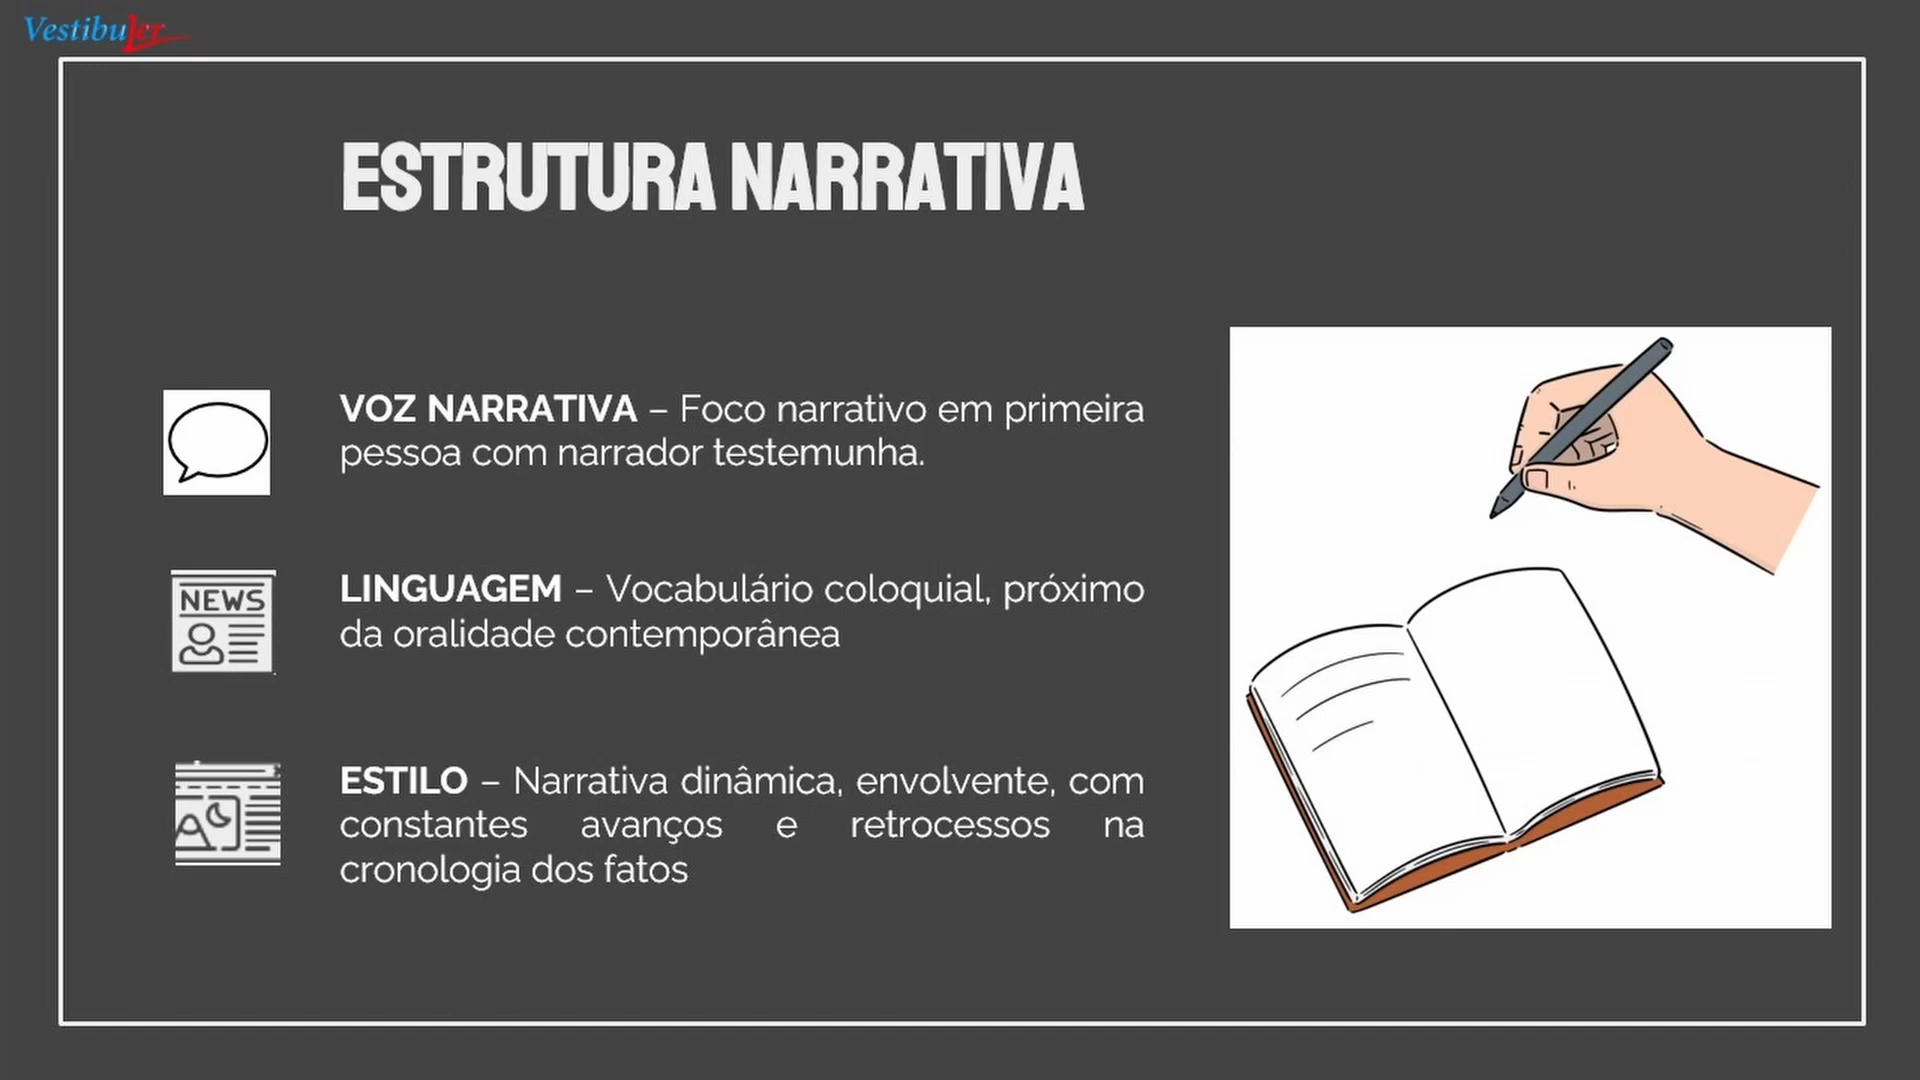 VestibuLer
ESTRUTURA NARRATIVA
VOZ NARRATIVA – Foco narrativo em primeira
pessoa com narrador testemunha.
NEWS
LINGUAGEM – Vocabulário coloquial, próximo
da oralidade contemporânea
ESTILO – Narrativa dinâmica, envolvente, com
constantes avanços e retrocessos na
cronologia dos fatos